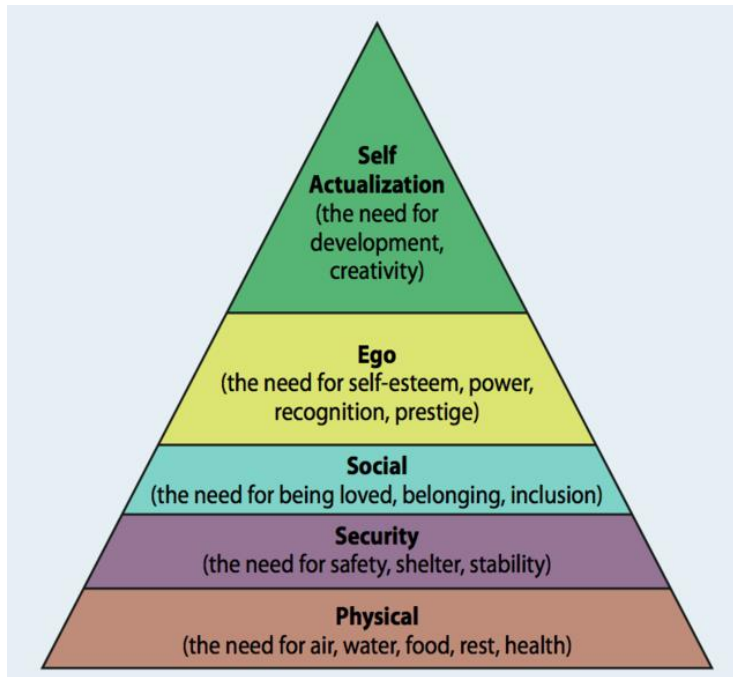 Self
Actualization
(the need for
development,
creativity)
Ego
(the need for self-esteem, power,
recognition, prestige)
Social
(the need for being loved, belonging, inclusion)
Security
(the need for safety, shelter, stability)
Physical
(the need for air, water, food, rest, health)